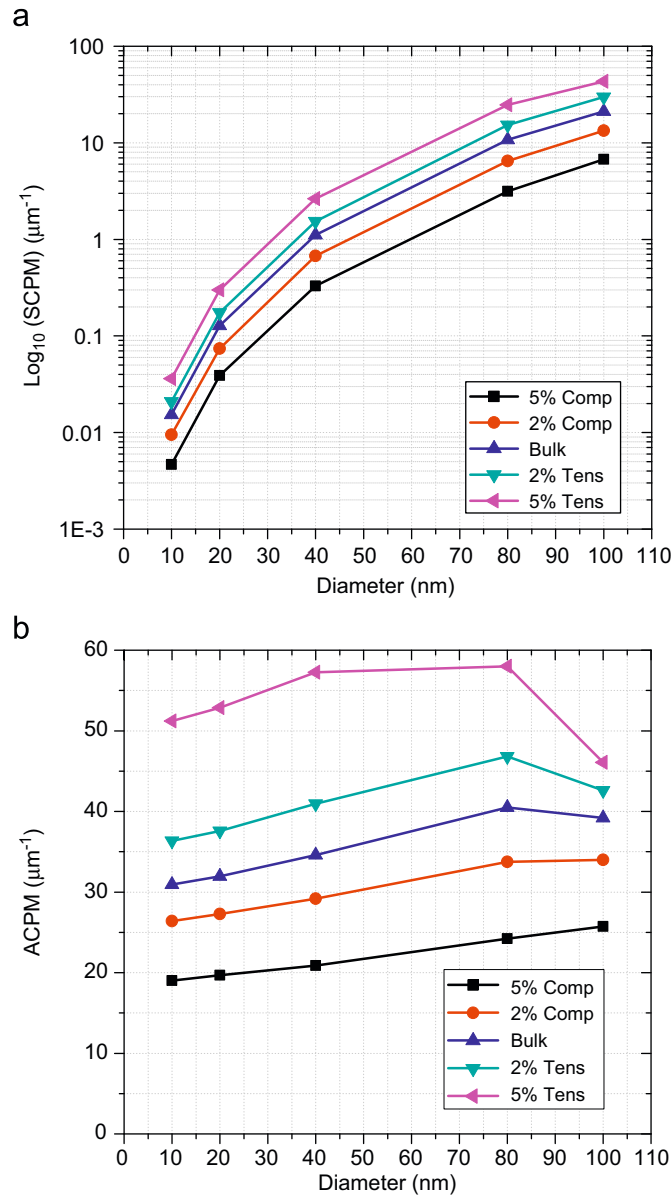 a
100
10
1
0.1
0.01
1E-3
Log10 (SCPM) (μm-1)
5% Comp
2% Comp
Bulk
2% Tens
5% Tens
0 10 20 30 40 50 60 70 80 90 100 110
Diameter (nm)
b
60
50
40
30
20
10
0
ACPM (μm-1)
5% Comp
2% Comp
Bulk
2% Tens
5% Tens
0 10 20 30 40 50 60 70 80 90 100 110
Diameter (nm)